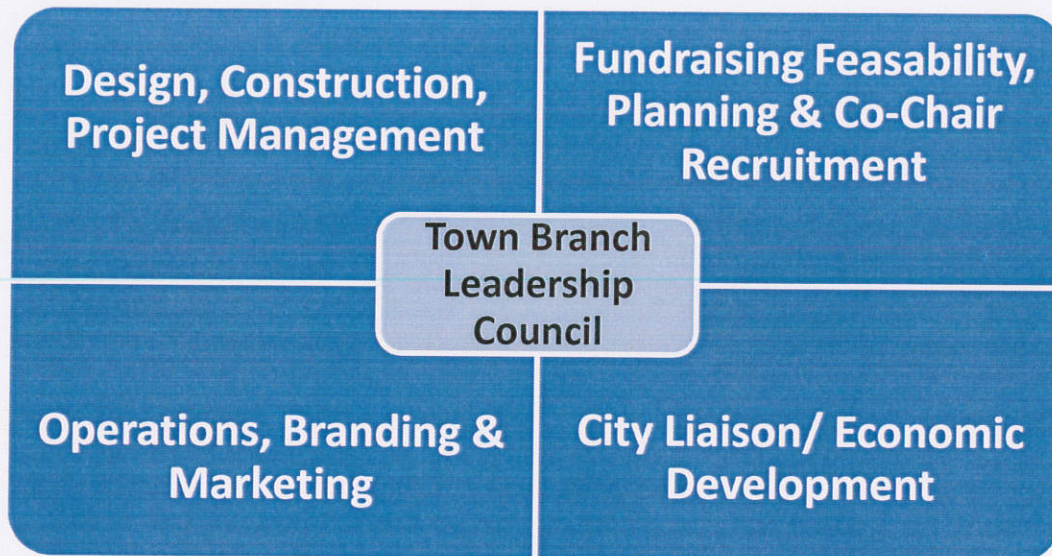 Design, Construction,
Project Management
Fundraising Feasability,
Planning & Co-Chair
Recruitment
Town Branch
Leadership
Council
Operations, Branding &
Marketing
City Liaison/ Economic
Development